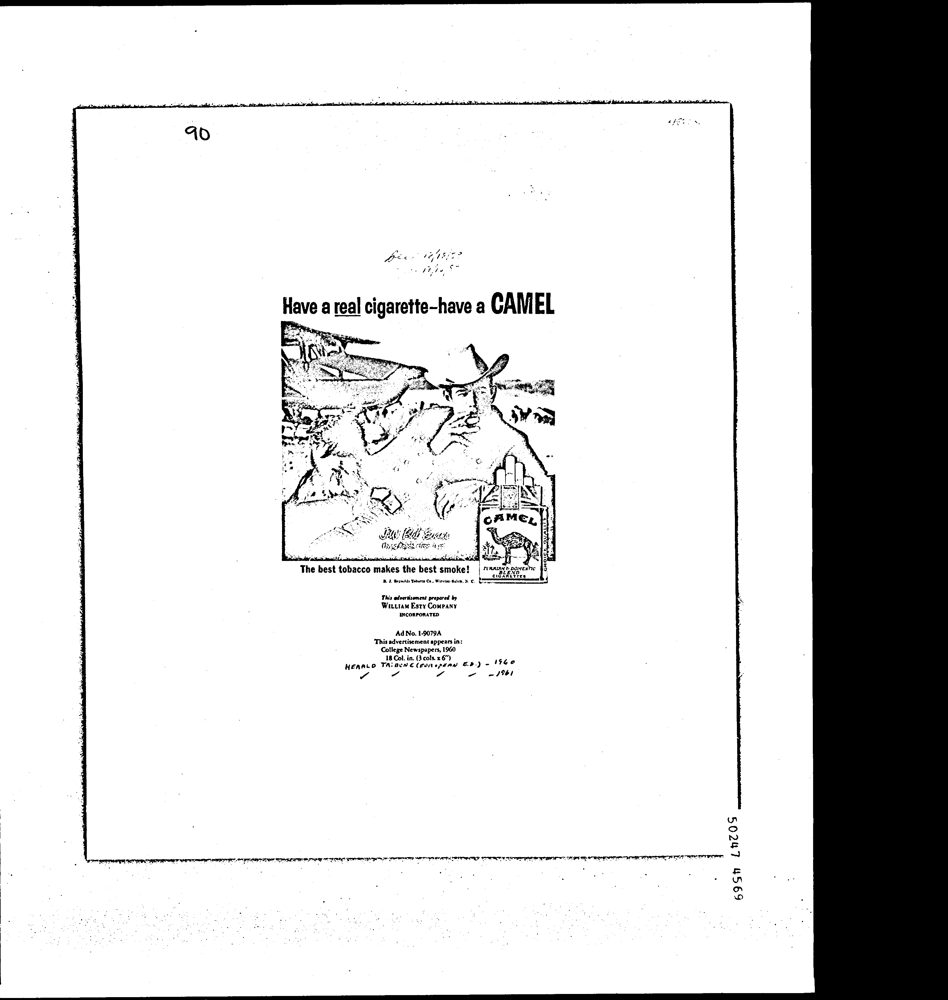 90
Have a real cigarette-have a CAMEL
CAMEL
TURKISH & DOMESTIC
BLEND
CIGARETTES
The best tobacco makes the best smoke!
R. J. Reynolds Tobacco Co., Winston-Salem, N. C.
This advertisement prepared by
WILLIAM ESTY COMPANY
INCORPORATED
Ad No. 1-9079A
This advertisement appears in:
College Newspapers, 1960
18 Col. in. (3 cols. x 6")
HERALD TRIBUNE (EUROPEAN ED.) - 1960
- 1961
50247 4569